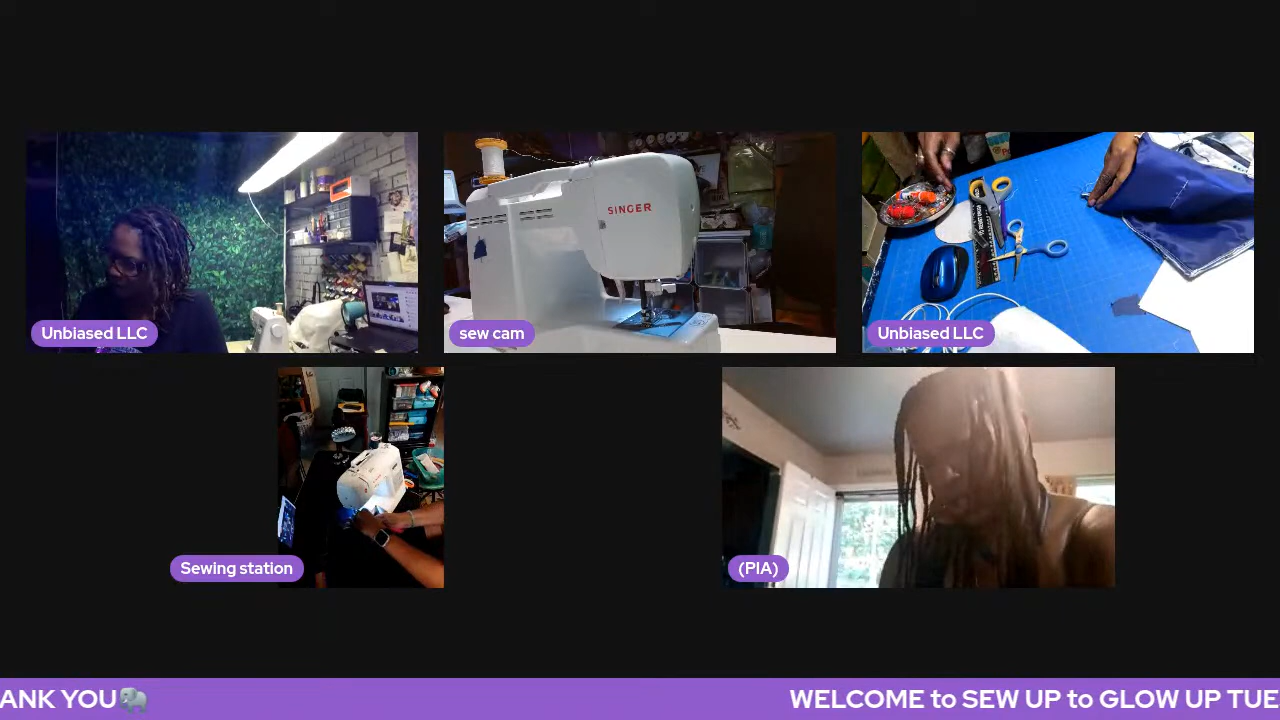 SINGER
Unbiased LLC
sew cam
Unbiased LLC
Sewing station
(PIA)
ANK YOU🐘
WELCOME to SEW UP to GLOW UP TUE